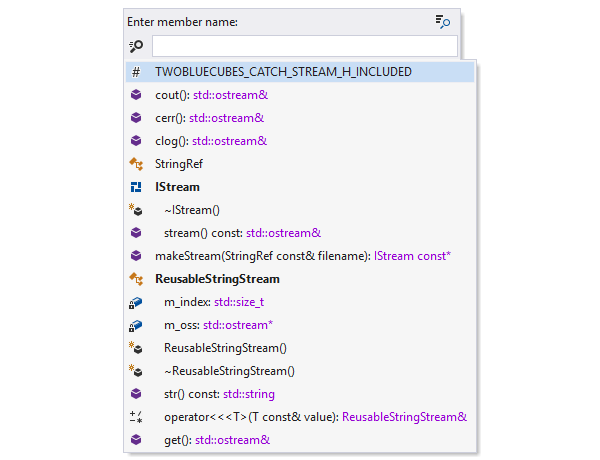 Enter member name:
# TWOBLUECUBES_CATCH_STREAM_H_INCLUDED
cout(): std::ostream&
cerr(): std::ostream&
clog(): std::ostream&
StringRef
IStream
~IStream()
stream() const: std::ostream&
makeStream(StringRef const& filename): IStream const*
ReusableStringStream
m_index: std::size_t
m_oss: std::ostream*
ReusableStringStream()
~ReusableStringStream()
str() const: std::string
operator<<<T>(T const& value): ReusableStringStream&
get(): std::ostream&